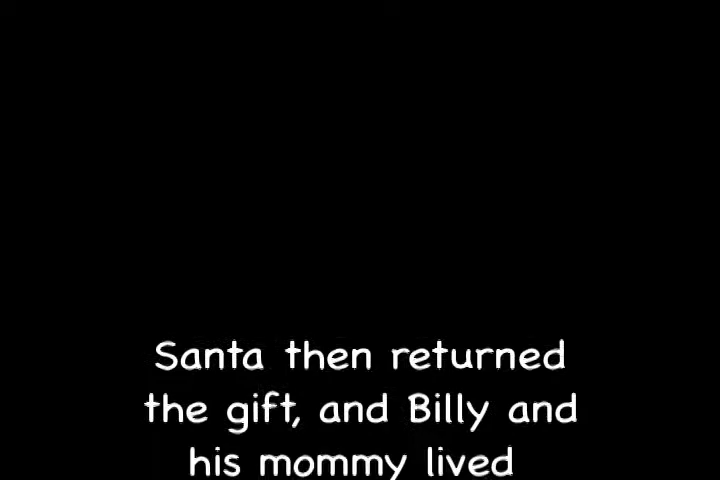 Santa then returned
the gift, and Billy and
his mommy lived